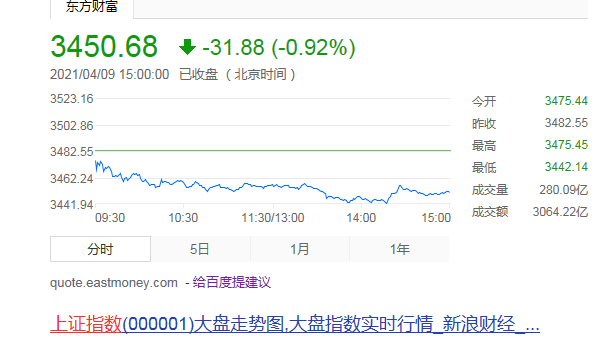 东方财富
3450.68 -31.88 (-0.92%)
2021/04/09 15:00:00 已收盘 (北京时间)
3523.16
3502.86
3482.55
3462.24
3441.94
09:30 10:30 11:30/13:00 14:00 15:00
今开 3475.44
昨收 3482.55
最高 3475.45
最低 3442.14
成交量 280.09亿
成交额 3064.22亿
分时 5日 1月 1年
quote.eastmoney.com - 给百度提建议
上证指数(000001)大盘走势图,大盘指数实时行情_新浪财经_...